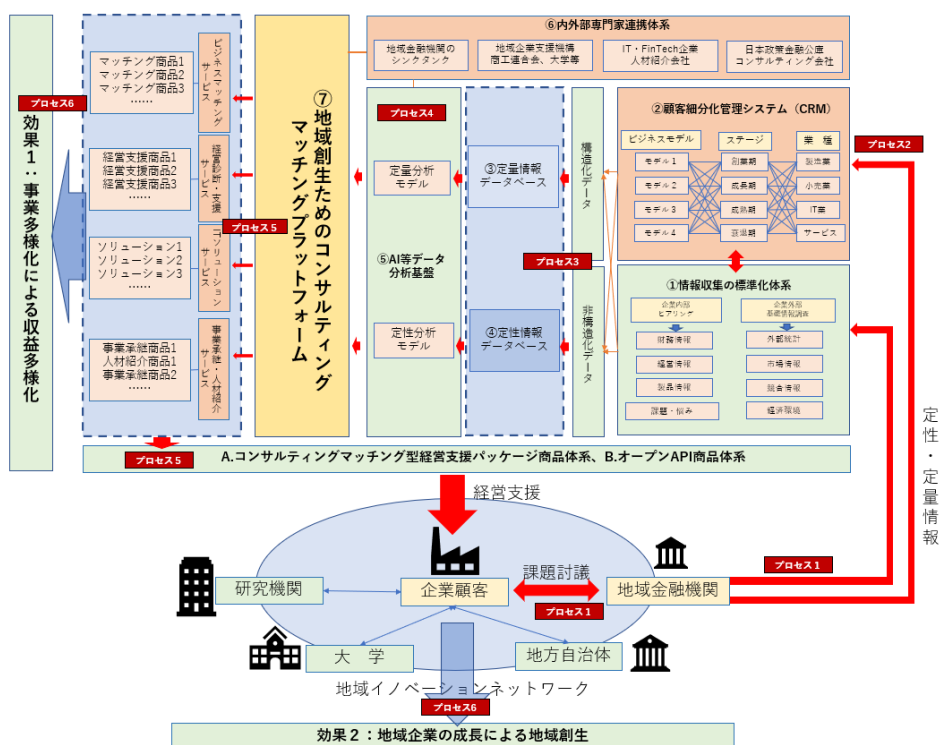 ⑥内外部専門家連携体系
地域金融機関の
シンクタンク
地域企業支援機構
商工連合会、大学等
IT・FinTech企業
人材紹介会社
日本政策金融公庫
コンサルティング会社
プロセス6
効果1:事業多様化による収益多様化
マッチング商品1
マッチング商品2
マッチング商品3
……
ビジネスマッチング
サービス
経営支援商品1
経営支援商品2
経営支援商品3
……
経営診断・支援
サービス
プロセス5
ソリューション1
ソリューション2
ソリューション3
……
ソリューション
サービス
事業承継商品1
人材紹介商品1
事業承継商品2
……
事業承継・人材紹介
サービス
⑦地域創生ためのコンサルティング
マッチングプラットフォーム
プロセス4
定量分析
モデル
⑤AI等データ
分析基盤
定性分析
モデル
③定量情報
データベース
プロセス3
④定性情報
データベース
構造化データ
非構造化データ
②顧客細分化管理システム(CRM)
プロセス2
ビジネスモデル
ステージ
業 種
モデル1
創業期
製造業
モデル2
成長期
小売業
モデル3
成熟期
IT業
モデル4
衰退期
サービス
①情報収集の標準化体系
企業内部
ヒアリング
企業外部
基礎情報調査
財務情報
外部統計
経営情報
市場情報
製品情報
競合情報
課題・悩み
経済環境
定性・定量情報
プロセス5
A.コンサルティングマッチング型経営支援パッケージ商品体系、B.オープンAPI商品体系
経営支援
研究機関
企業顧客
課題討議
プロセス1
地域金融機関
プロセス1
大 学
地方自治体
地域イノベーションネットワーク
プロセス6
効果2:地域企業の成長による地域創生